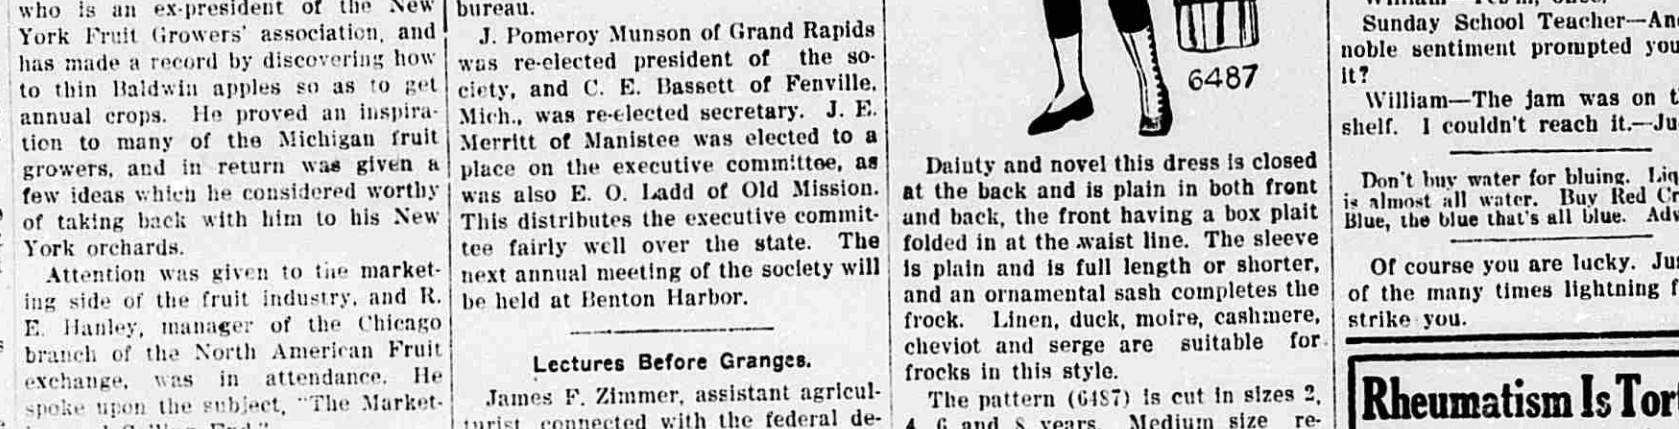 who is an ex-president of the New
York Fruit Growers' association, and
has made a record by discovering how
to thin Baldwin apples so as to get
annual crops. He proved an inspira-
tion to many of the Michigan fruit
growers, and in return was given a
few ideas which he considered worthy
of taking back with him to his New
York orchards.
Attention was given to the market-
ing side of the fruit industry, and R.
E. Hanley, manager of the Chicago
branch of the North American Fruit
exchange, was in attendance. He
spoke upon the subject, "The Market-
bureau.
J. Pomeroy Munson of Grand Rapids
was re-elected president of the so-
ciety, and C. E. Bassett of Fenville,
Mich., was re-elected secretary. J. E.
Merritt of Manistee was elected to a
place on the executive committee, as
was also E. O. Ladd of Old Mission.
This distributes the executive commit-
tee fairly well over the state. The
next annual meeting of the society will
be held at Benton Harbor.
Lectures Before Granges.
James F. Zimmer, assistant agricul-
turist connected with the federal de-
6487
Dainty and novel this dress is closed
at the back and is plain in both front
and back, the front having a box plait
folded in at the waist line. The sleeve
is plain and is full length or shorter,
and an ornamental sash completes the
frock. Linen, duck, moire, cashmere,
cheviot and serge are suitable for
frocks in this style.
The pattern (6487) is cut in sizes 2,
4, 6 and 8 years. Medium size re-
Sunday School Teacher—And
noble sentiment prompted you
it?
William—The jam was on t
shelf. I couldn't reach it.—Ju
Don't buy water for bluing. Liq
is almost all water. Buy Red Cr
Blue, the blue that's all blue. Adv
Of course you are lucky. Jus
of the many times lightning f
strike you.
Rheumatism Is Tor